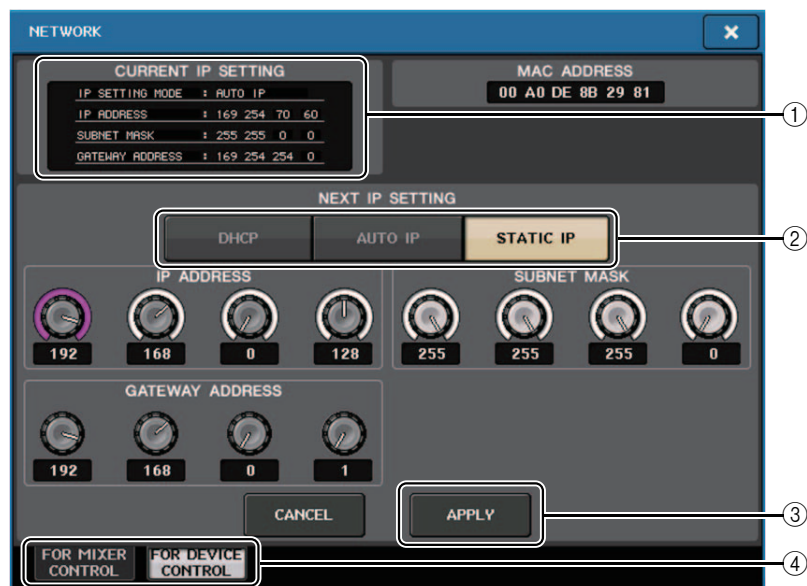 NETWORK
CURRENT IP SETTING
IP SETTING MODE : AUTO IP
IP ADDRESS : 169 254 70 60
SUBNET MASK : 255 255 0 0
GATEWAY ADDRESS : 169 254 254 0
MAC ADDRESS
00 A0 DE 8B 29 81
①
NEXT IP SETTING
DHCP AUTO IP STATIC IP
②
IP ADDRESS
192 168 0 128
SUBNET MASK
255 255 255 0
GATEWAY ADDRESS
192 168 0 1
CANCEL APPLY
③
FOR MIXER CONTROL
FOR DEVICE CONTROL
④